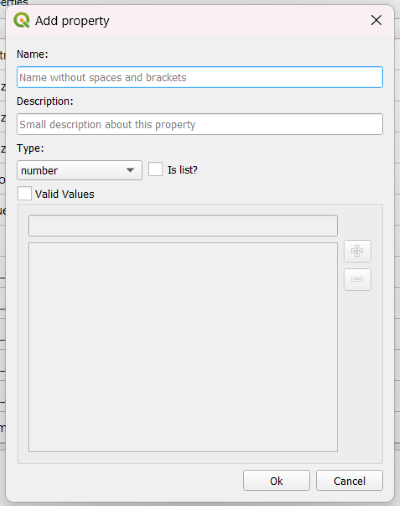 perties
Add property
Name:
Name without spaces and brackets
Description:
Small description about this property
Type:
number
Is list?
Valid Values
Ok
Cancel